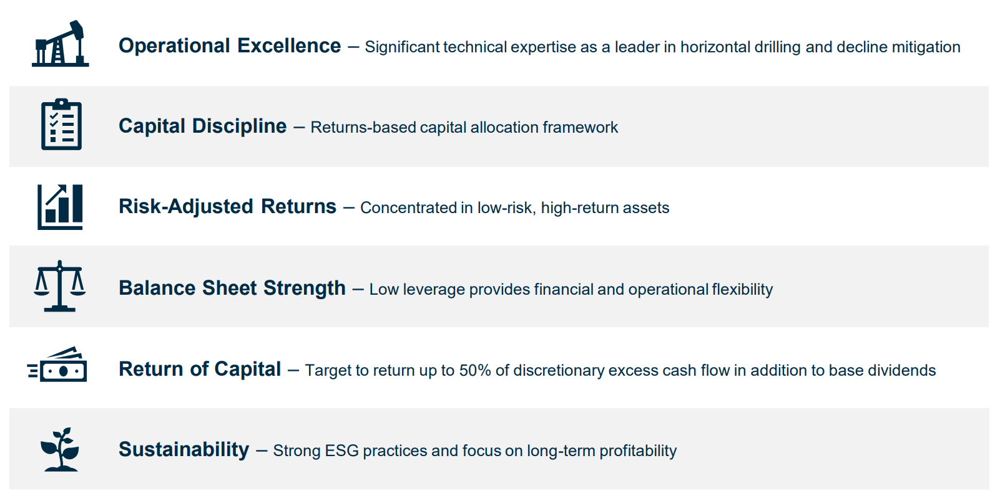 Operational Excellence – Significant technical expertise as a leader in horizontal drilling and decline mitigation
Capital Discipline – Returns-based capital allocation framework
Risk-Adjusted Returns – Concentrated in low-risk, high-return assets
Balance Sheet Strength – Low leverage provides financial and operational flexibility
Return of Capital – Target to return up to 50% of discretionary excess cash flow in addition to base dividends
Sustainability – Strong ESG practices and focus on long-term profitability